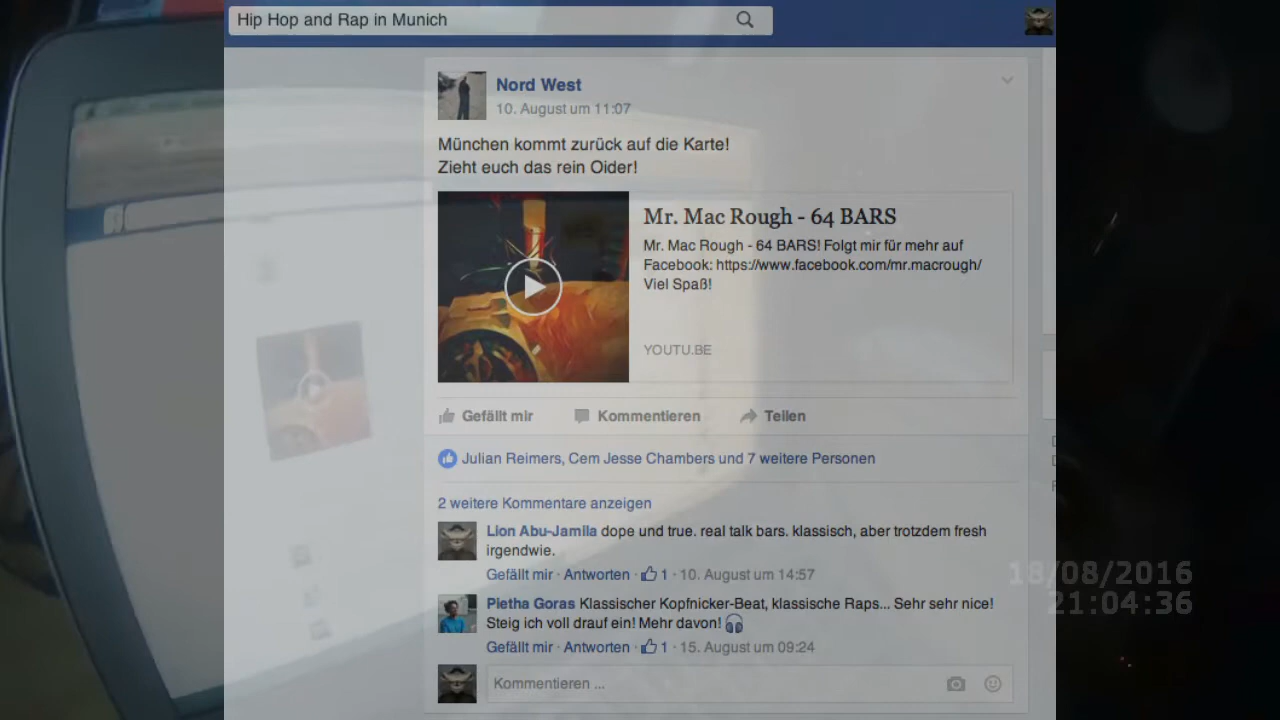 Hip Hop and Rap in Munich
Nord West
10. August um 11:07
München kommt zurück auf die Karte!
Zieht euch das rein Oider!
Mr. Mac Rough - 64 BARS
Mr. Mac Rough - 64 BARS! Folgt mir für mehr auf
Facebook: https://www.facebook.com/mr.macrough/
Viel Spaß!
YOUTU.BE
Gefällt mir Kommentieren Teilen
Julian Reimers, Cem Jesse Chambers und 7 weitere Personen
2 weitere Kommentare anzeigen
Lion Abu-Jamila dope und true. real talk bars. klassisch, aber trotzdem fresh
irgendwie.
Gefällt mir · Antworten · 1 · 10. August um 14:57
Pletha Goras Klassischer Kopfnicker-Beat, klassische Raps... Sehr sehr nice!
Steig ich voll drauf ein! Mehr davon!
Gefällt mir · Antworten · 1 · 15. August um 09:24
Kommentieren ...
18/08/2016
21:04:36